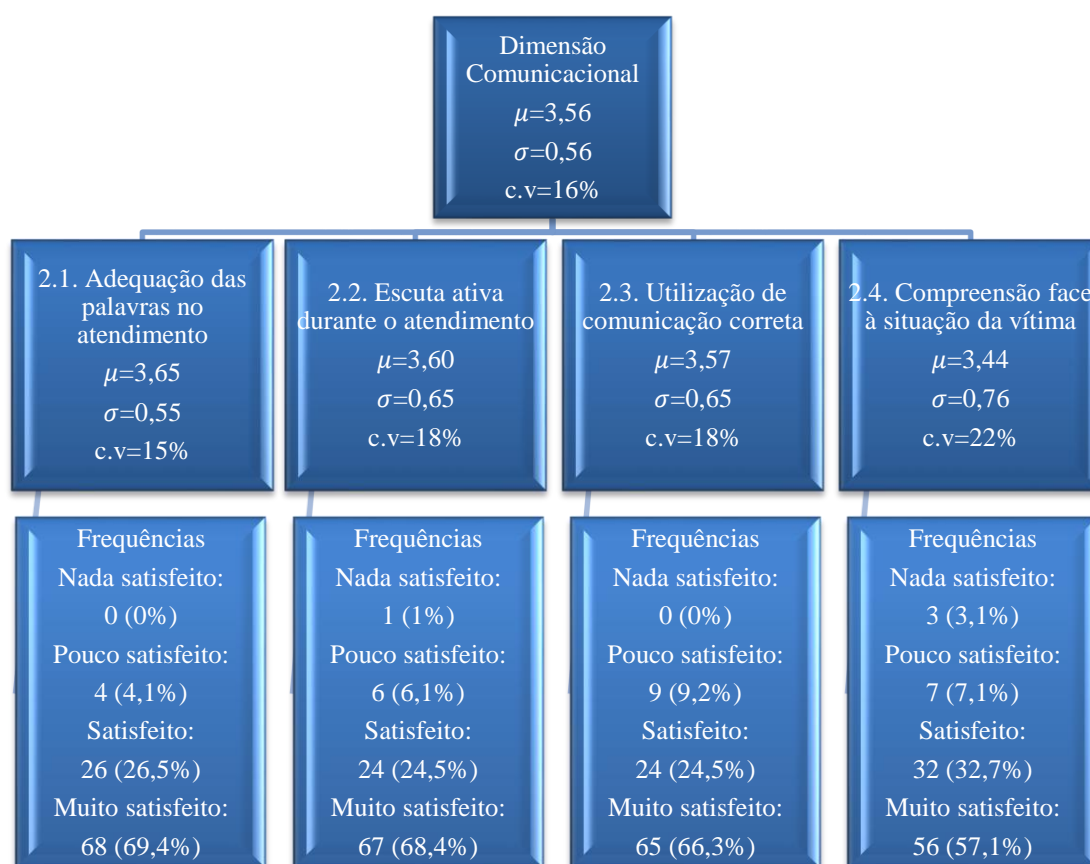 Dimensão
Comunicacional
𝜇=3,56
𝜎=0,56
c.v=16%
2.1. Adequação das
palavras no
atendimento
𝜇=3,65
𝜎=0,55
c.v=15%
2.2. Escuta ativa
durante o atendimento
𝜇=3,60
𝜎=0,65
c.v=18%
2.3. Utilização de
comunicação correta
𝜇=3,57
𝜎=0,65
c.v=18%
2.4. Compreensão face
à situação da vítima
𝜇=3,44
𝜎=0,76
c.v=22%
Frequências
Nada satisfeito:
0 (0%)
Pouco satisfeito:
4 (4,1%)
Satisfeito:
26 (26,5%)
Muito satisfeito:
68 (69,4%)
Frequências
Nada satisfeito:
1 (1%)
Pouco satisfeito:
6 (6,1%)
Satisfeito:
24 (24,5%)
Muito satisfeito:
67 (68,4%)
Frequências
Nada satisfeito:
0 (0%)
Pouco satisfeito:
9 (9,2%)
Satisfeito:
24 (24,5%)
Muito satisfeito:
65 (66,3%)
Frequências
Nada satisfeito:
3 (3,1%)
Pouco satisfeito:
7 (7,1%)
Satisfeito:
32 (32,7%)
Muito satisfeito:
56 (57,1%)